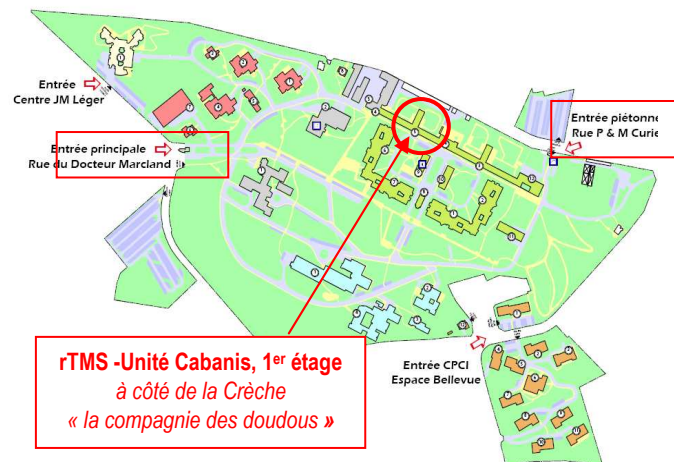 Entrée
Centre JM Léger
Entrée principale
Rue du Docteur Marcland
Entrée piétonne
Rue P & M Curie
rTMS -Unité Cabanis, 1er étage
à côté de la Crèche
« la compagnie des doudous »
Entrée CPCI
Espace Bellevue